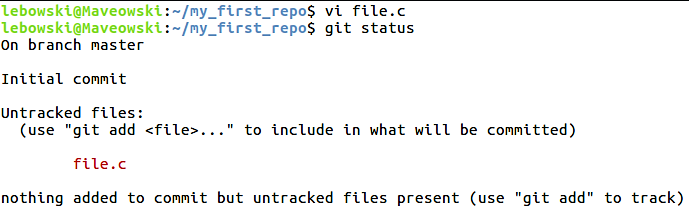 lebowski@Maveowski:~/my_first_repo$ vi file.c
lebowski@Maveowski:~/my_first_repo$ git status
On branch master
Initial commit
Untracked files:
  (use "git add <file>..." to include in what will be committed)
        file.c
nothing added to commit but untracked files present (use "git add" to track)